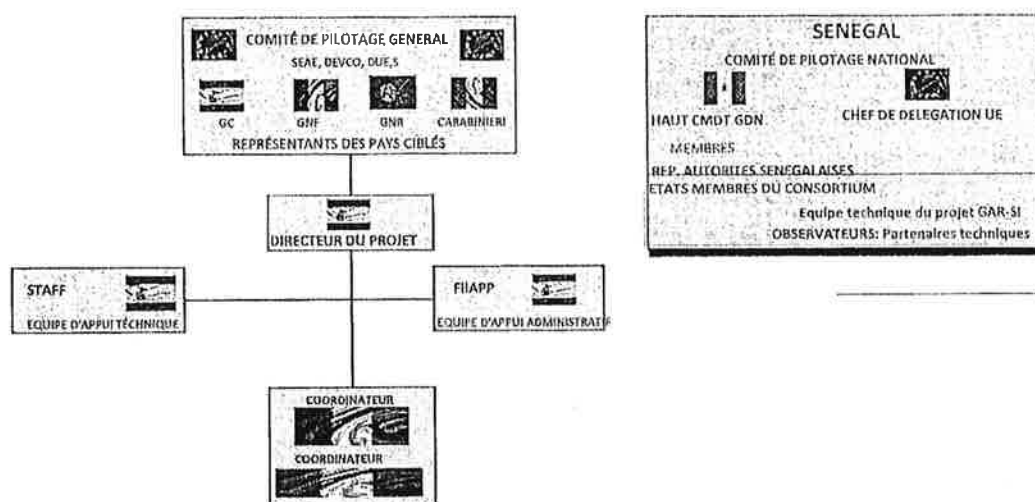 COMITÉ DE PILOTAGE GENERAL
SEAE, DEVCO, DUE,S
GC GNF GNR CARABINIERI
REPRÉSENTANTS DES PAYS CIBLÉS
DIRECTEUR DU PROJET
STAFF
EQUIPE D'APPUI TÉCHNIQUE
FIIAPP
EQUIPE D'APPUI ADMINISTRATIF
COORDINATEUR
COORDINATEUR
SENEGAL
COMITÉ DE PILOTAGE NATIONAL
HAUT CMDT GDN.
CHEF DE DELEGATION UE
MEMBRES
REP. AUTORITES SENEGALAISES
ETATS MEMBRES DU CONSORTIUM
Equipe technique du projet GAR-SI
OBSERVATEURS: Partenaires techniques